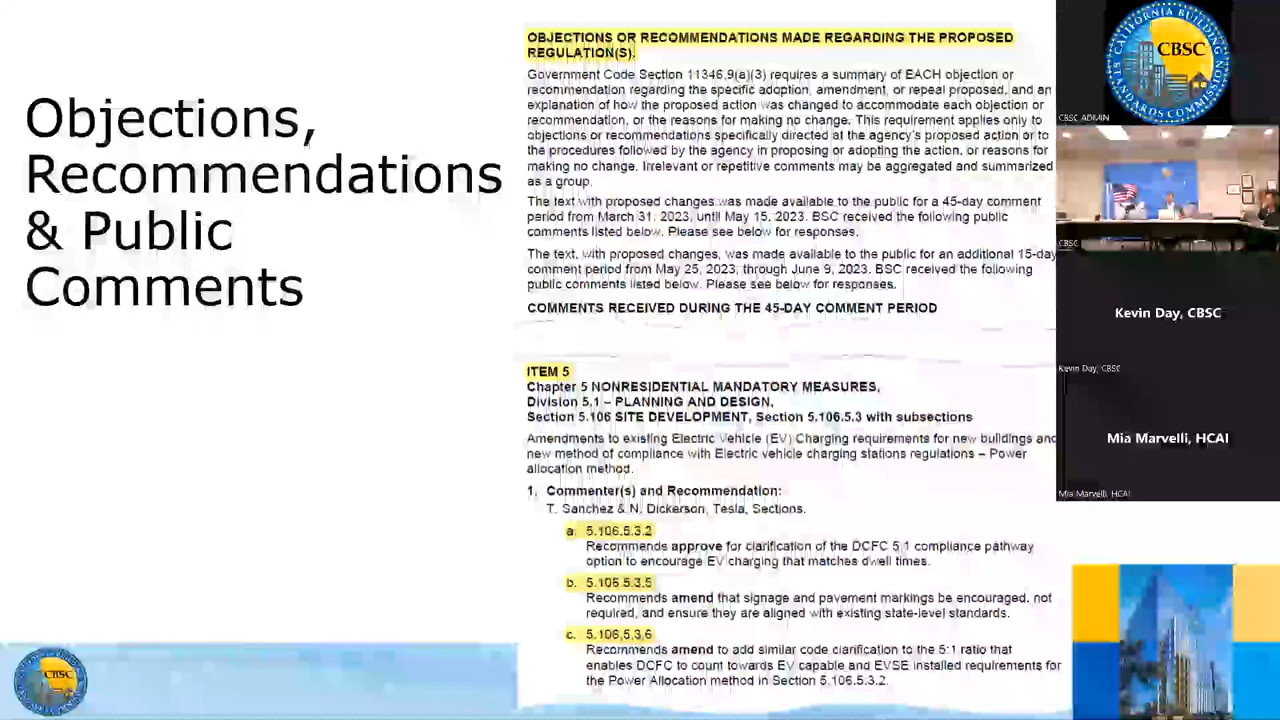 Objections,
Recommendations
& Public
Comments
OBJECTIONS OR RECOMMENDATIONS MADE REGARDING THE PROPOSED
REGULATION(S).
Government Code Section 11346.9(a)(3) requires a summary of EACH objection or
recommendation regarding the specific adoption, amendment, or repeal proposed, and an
explanation of how the proposed action was changed to accommodate each objection or
recommendation, or the reasons for making no change. This requirement applies only to
objections or recommendations specifically directed at the agency's proposed action or to
the procedures followed by the agency in proposing or adopting the action, or reasons for
making no change. Irrelevant or repetitive comments may be aggregated and summarized
as a group.
The text with proposed changes was made available to the public for a 45-day comment
period from March 31, 2023, until May 15, 2023. BSC received the following public
comments listed below. Please see below for responses.
The text, with proposed changes, was made available to the public for an additional 15-day
comment period from May 25, 2023, through June 9, 2023. BSC received the following
public comments listed below. Please see below for responses.
COMMENTS RECEIVED DURING THE 45-DAY COMMENT PERIOD
ITEM 5
Chapter 5 NONRESIDENTIAL MANDATORY MEASURES,
Division 5.1 – PLANNING AND DESIGN,
Section 5.106 SITE DEVELOPMENT, Section 5.106.5.3 with subsections
Amendments to existing Electric Vehicle (EV) Charging requirements for new buildings and
new method of compliance with Electric vehicle charging stations regulations – Power
allocation method.
1. Commenter(s) and Recommendation:
T. Sanchez & N. Dickerson, Tesla, Sections.
a. 5.106.5.3.2
Recommends approve for clarification of the DCFC 5:1 compliance pathway
option to encourage EV charging that matches dwell times.
b. 5.106.5.3.5
Recommends amend that signage and pavement markings be encouraged, not
required, and ensure they are aligned with existing state-level standards.
c. 5.106.5.3.6
Recommends amend to add similar code clarification to the 5:1 ratio that
enables DCFC to count towards EV capable and EVSE installed requirements for
the Power Allocation method in Section 5.106.5.3.2.
CALIFORNIA BUILDING STANDARDS COMMISSION
CBSC
CBSC ADMIN
CBSC
Kevin Day, CBSC
Kevin Day, CBSC
Mia Marvelli, HCAI
Mia Marvelli, HCAI
CBSC